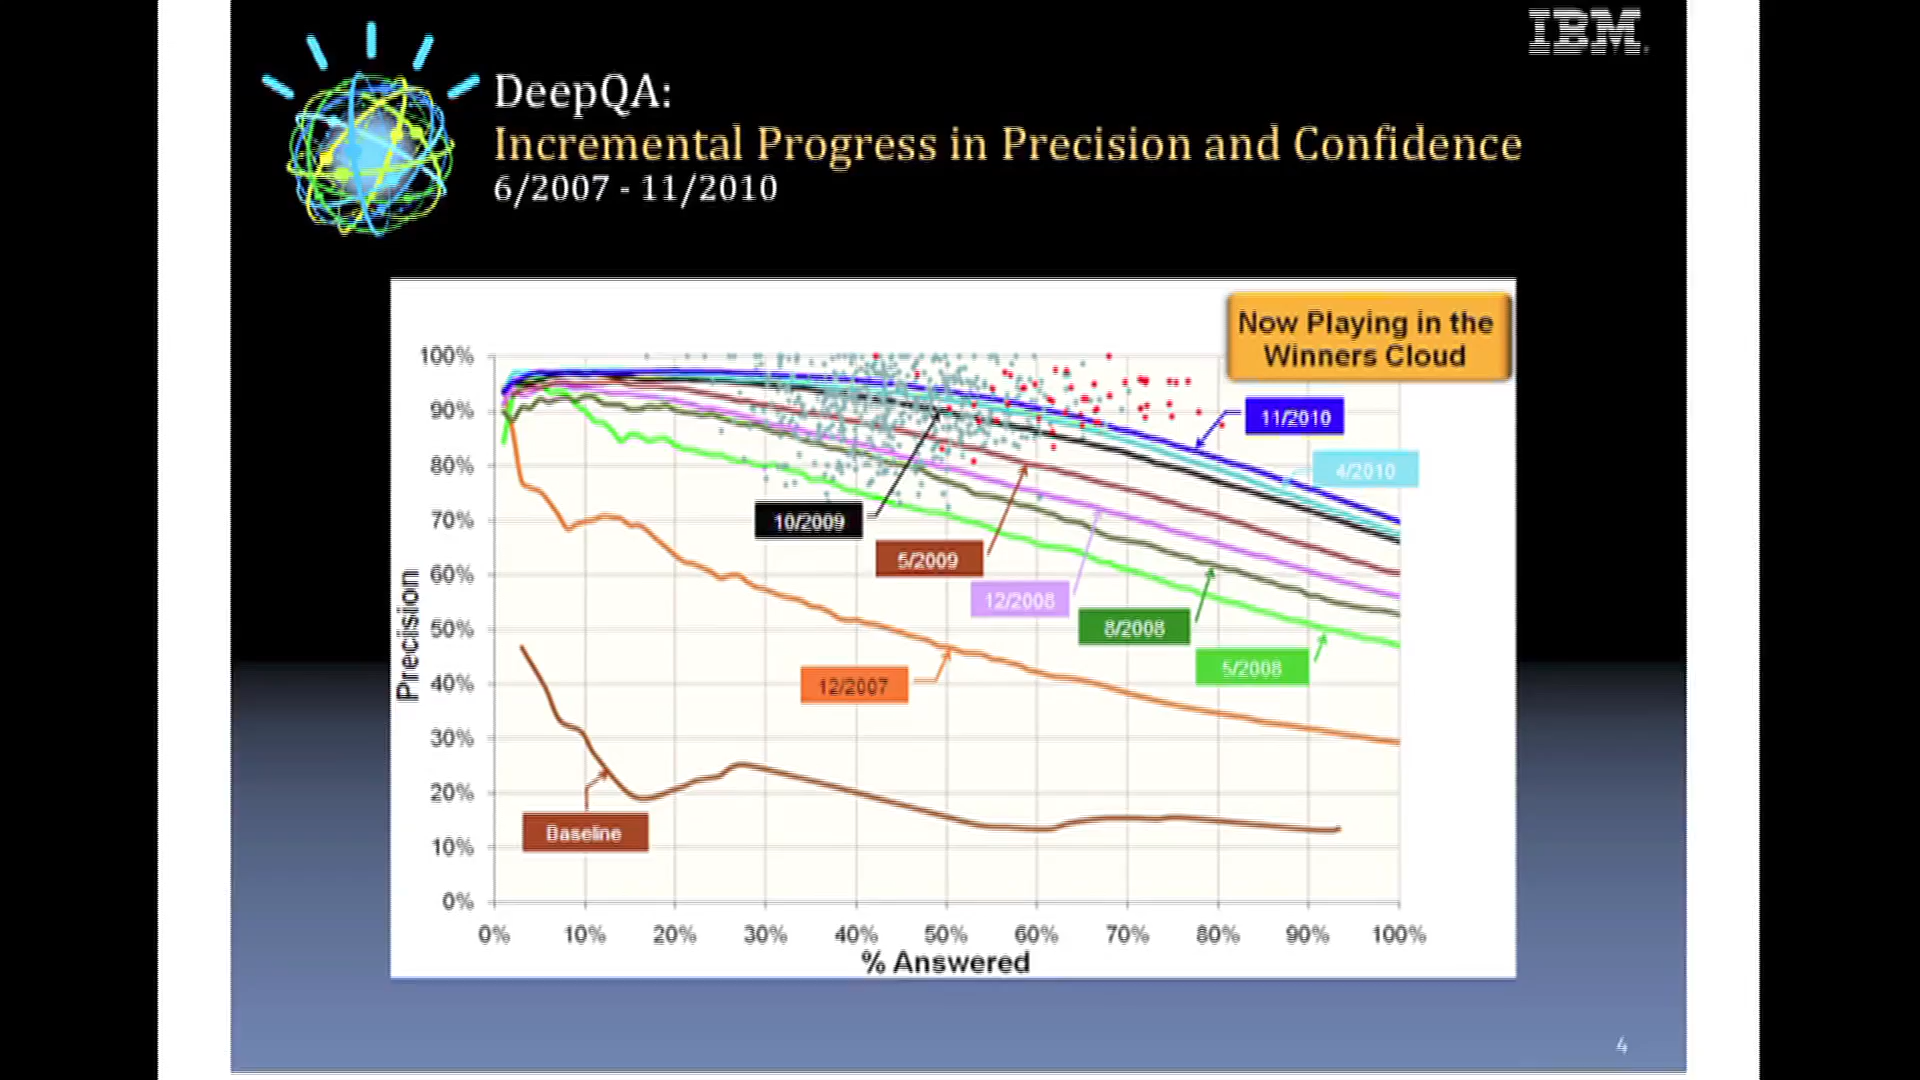 IBM
DeepQA:
Incremental Progress in Precision and Confidence
6/2007 - 11/2010
Now Playing in the
Winners Cloud
100%
90%
80%
70%
60%
50%
40%
30%
20%
10%
0%
Precision
11/2010
4/2010
10/2009
5/2009
12/2008
8/2008
5/2008
12/2007
Baseline
0% 10% 20% 30% 40% 50% 60% 70% 80% 90% 100%
% Answered
4